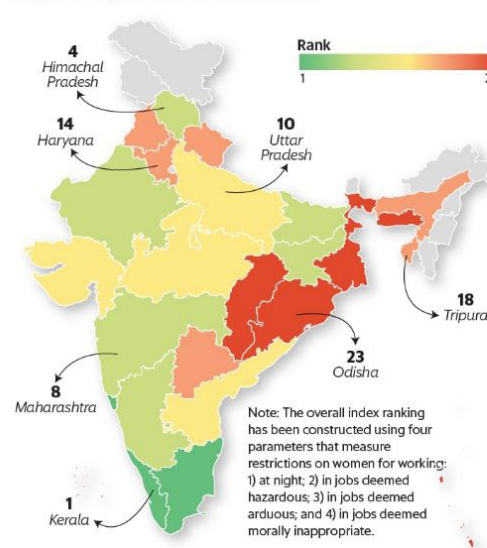 4
Himachal
Pradesh
Rank
1
2
14
Haryana
10
Uttar
Pradesh
18
Tripura
23
Odisha
8
Maharashtra
Note: The overall index ranking
has been constructed using four
parameters that measure
restrictions on women for working:
1) at night; 2) in jobs deemed
hazardous; 3) in jobs deemed
arduous; and 4) in jobs deemed
morally inappropriate.
1
Kerala